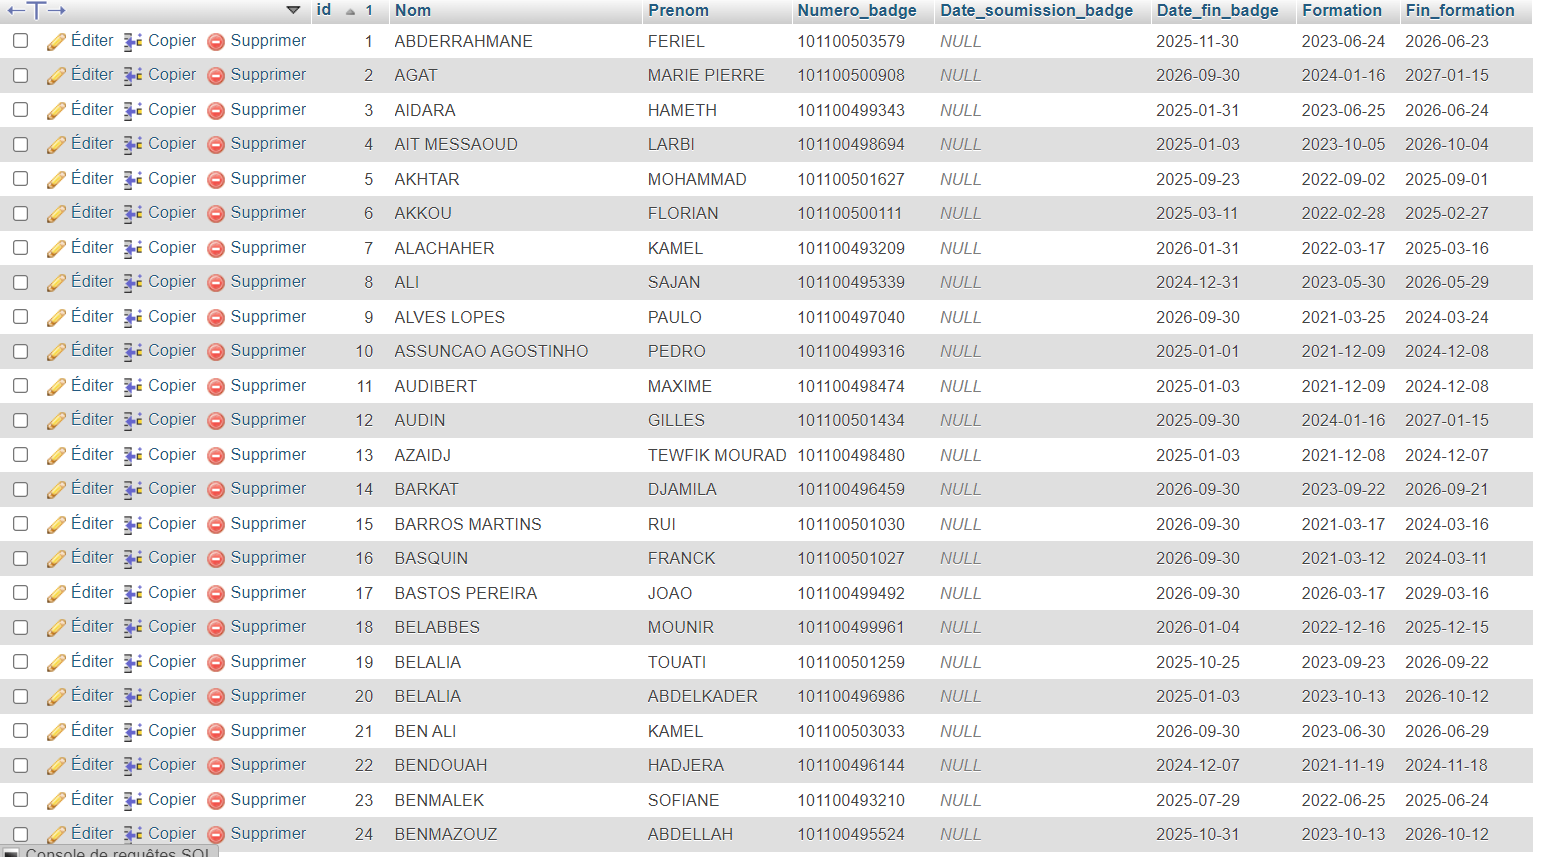 id 1 Nom Prenom Numero_badge Date_soumission_badge Date_fin_badge Formation Fin_formation
Éditer Copier Supprimer 1 ABDERRAHMANE FERIEL 101100503579 NULL 2025-11-30 2023-06-24 2026-06-23
Éditer Copier Supprimer 2 AGAT MARIE PIERRE 101100500908 NULL 2026-09-30 2024-01-16 2027-01-15
Éditer Copier Supprimer 3 AIDARA HAMETH 101100499343 NULL 2025-01-31 2023-06-25 2026-06-24
Éditer Copier Supprimer 4 AIT MESSAOUD LARBI 101100498694 NULL 2025-01-03 2023-10-05 2026-10-04
Éditer Copier Supprimer 5 AKHTAR MOHAMMAD 101100501627 NULL 2025-09-23 2022-09-02 2025-09-01
Éditer Copier Supprimer 6 AKKOU FLORIAN 101100500111 NULL 2025-03-11 2022-02-28 2025-02-27
Éditer Copier Supprimer 7 ALACHAHER KAMEL 101100493209 NULL 2026-01-31 2022-03-17 2025-03-16
Éditer Copier Supprimer 8 ALI SAJAN 101100495339 NULL 2024-12-31 2023-05-30 2026-05-29
Éditer Copier Supprimer 9 ALVES LOPES PAULO 101100497040 NULL 2026-09-30 2021-03-25 2024-03-24
Éditer Copier Supprimer 10 ASSUNCAO AGOSTINHO PEDRO 101100499316 NULL 2025-01-01 2021-12-09 2024-12-08
Éditer Copier Supprimer 11 AUDIBERT MAXIME 101100498474 NULL 2025-01-03 2021-12-09 2024-12-08
Éditer Copier Supprimer 12 AUDIN GILLES 101100501434 NULL 2025-09-30 2024-01-16 2027-01-15
Éditer Copier Supprimer 13 AZAIDJ TEWFIK MOURAD 101100498480 NULL 2025-01-03 2021-12-08 2024-12-07
Éditer Copier Supprimer 14 BARKAT DJAMILA 101100496459 NULL 2026-09-30 2023-09-22 2026-09-21
Éditer Copier Supprimer 15 BARROS MARTINS RUI 101100501030 NULL 2026-09-30 2021-03-17 2024-03-16
Éditer Copier Supprimer 16 BASQUIN FRANCK 101100501027 NULL 2026-09-30 2021-03-12 2024-03-11
Éditer Copier Supprimer 17 BASTOS PEREIRA JOAO 101100499492 NULL 2026-09-30 2026-03-17 2029-03-16
Éditer Copier Supprimer 18 BELABBES MOUNIR 101100499961 NULL 2026-01-04 2022-12-16 2025-12-15
Éditer Copier Supprimer 19 BELALIA TOUATI 101100501259 NULL 2025-10-25 2023-09-23 2026-09-22
Éditer Copier Supprimer 20 BELALIA ABDELKADER 101100496986 NULL 2025-01-03 2023-10-13 2026-10-12
Éditer Copier Supprimer 21 BEN ALI KAMEL 101100503033 NULL 2026-09-30 2023-06-30 2026-06-29
Éditer Copier Supprimer 22 BENDOUAH HADJERA 101100496144 NULL 2024-12-07 2021-11-19 2024-11-18
Éditer Copier Supprimer 23 BENMALEK SOFIANE 101100493210 NULL 2025-07-29 2022-06-25 2025-06-24
Éditer Copier Supprimer 24 BENMAZOUZ ABDELLAH 101100495524 NULL 2025-10-31 2023-10-13 2026-10-12
Console de requêtes SQL